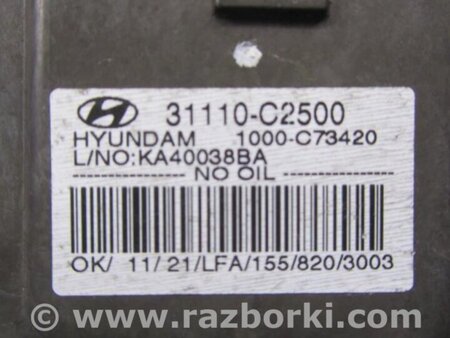 31110-C2500
HYUNDAM 1000-C73420
L/NO:KA40038BA
---------------- NO OIL ----------------
OK/ 11/21/LFA/155/820/3003
© www.razborki.com/